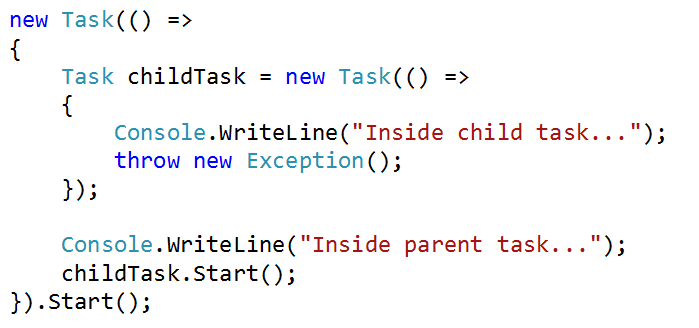 new Task(() =>
{
    Task childTask = new Task(() =>
    {
        Console.WriteLine("Inside child task...");
        throw new Exception();
    });

    Console.WriteLine("Inside parent task...");
    childTask.Start();
}).Start();